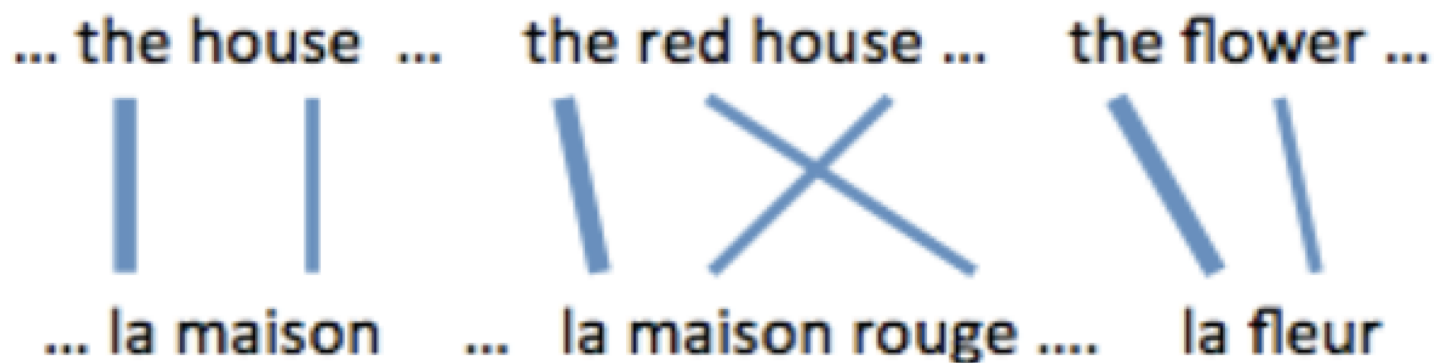 ... the house ... the red house ... the flower ...
... la maison ... la maison rouge .... la fleur